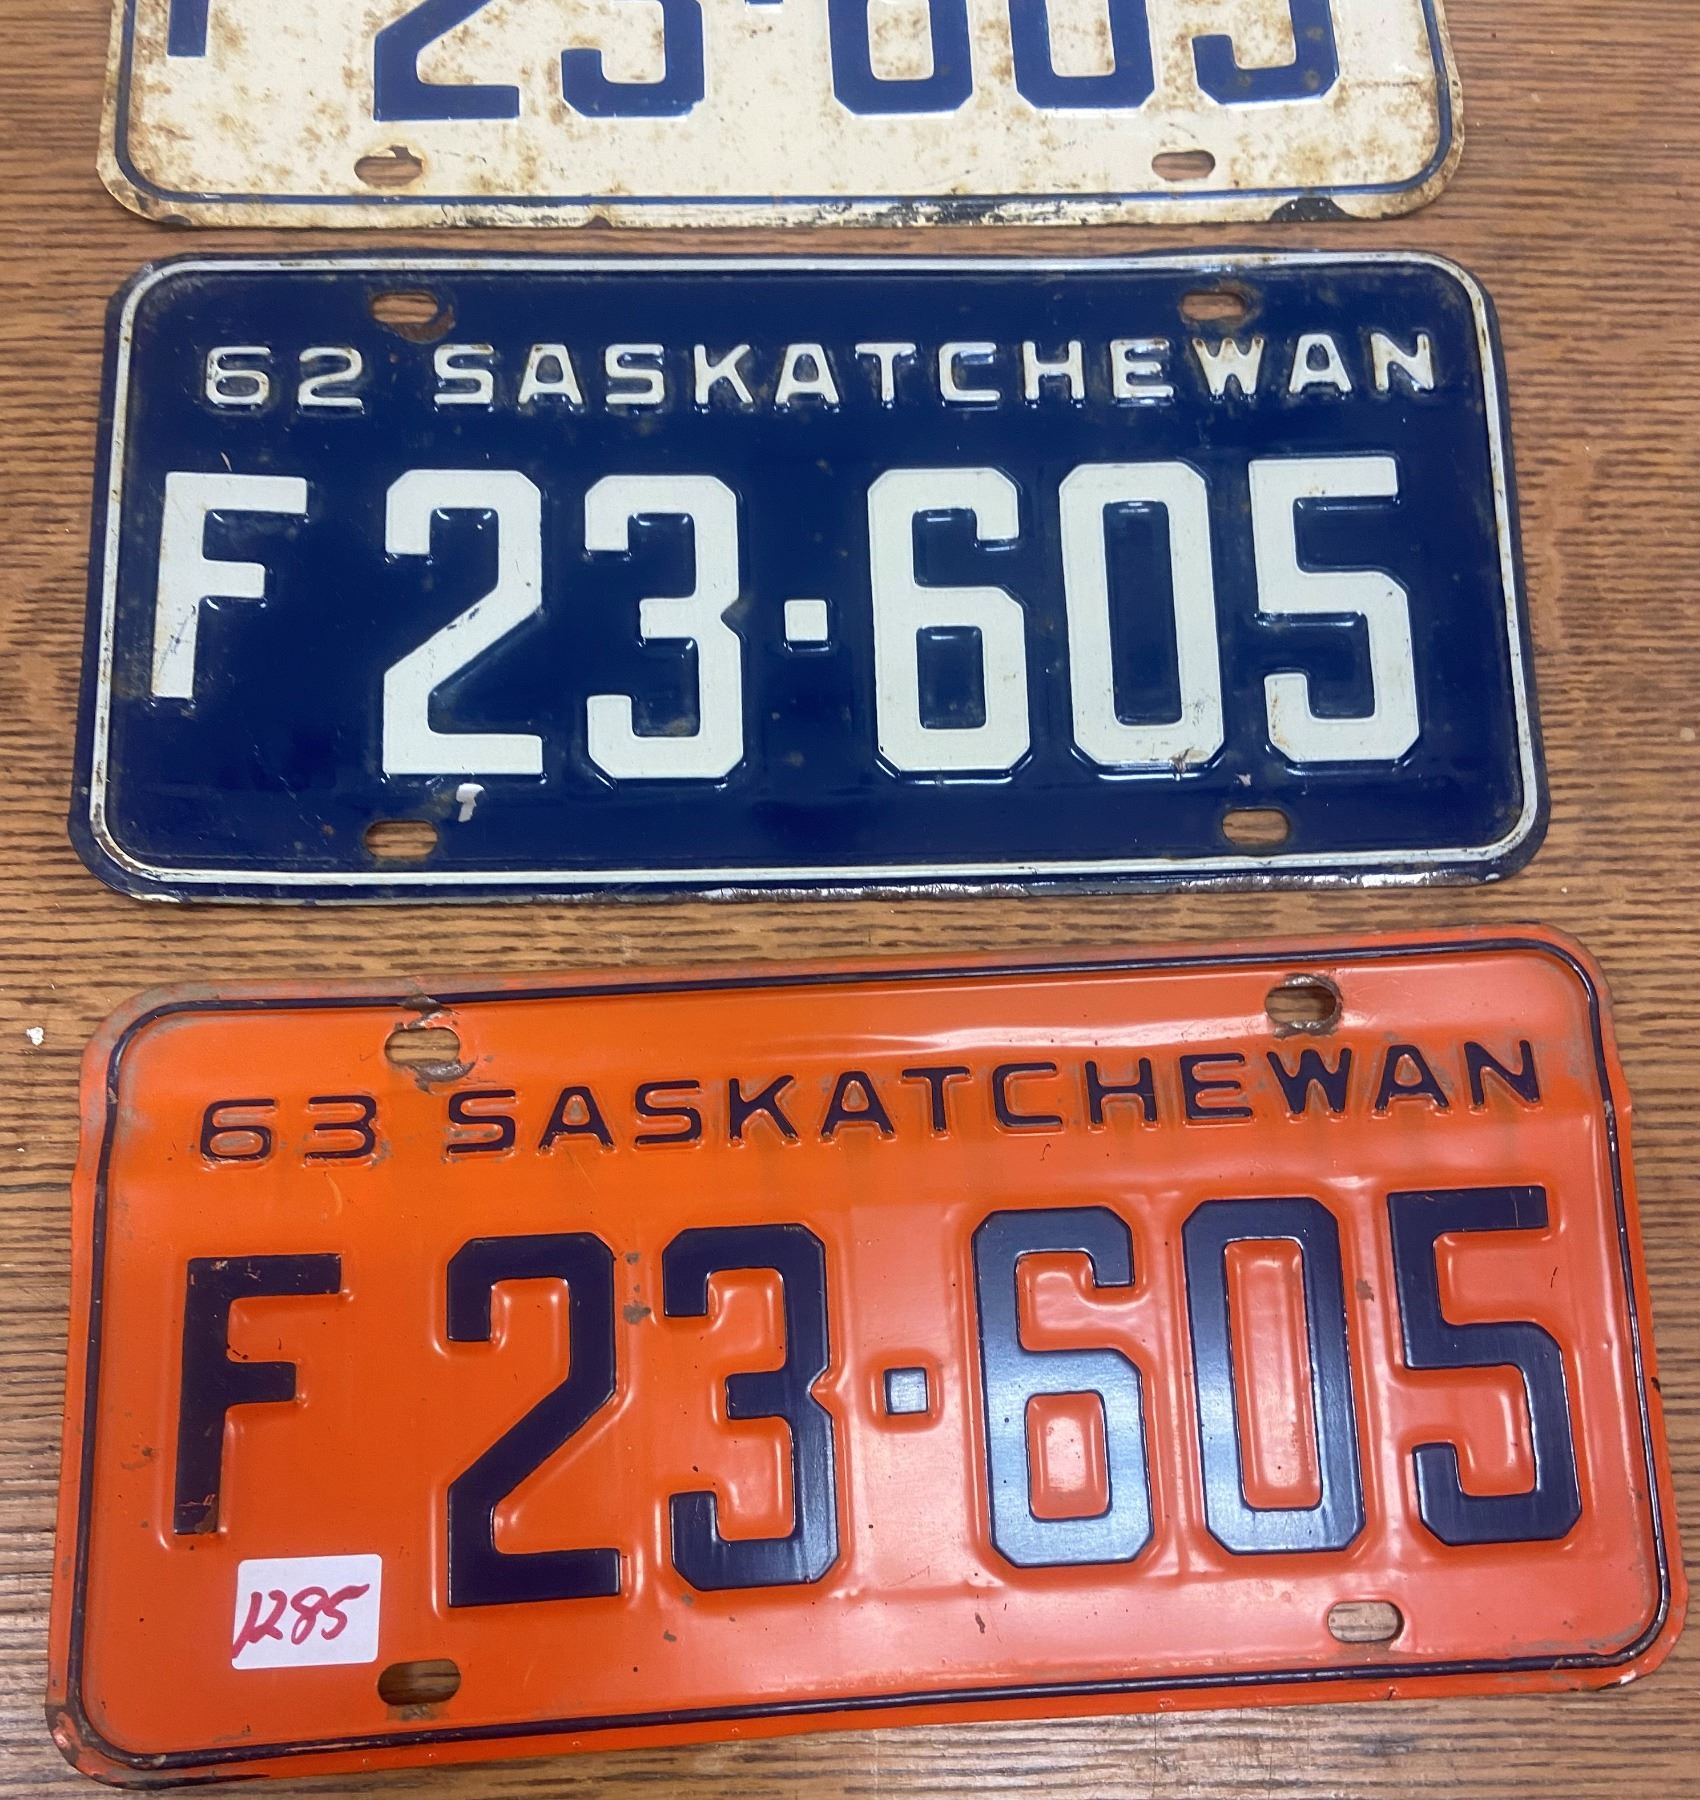 F 23·605
62 SASKATCHEWAN
F 23·605
63 SASKATCHEWAN
F 23·605
1285